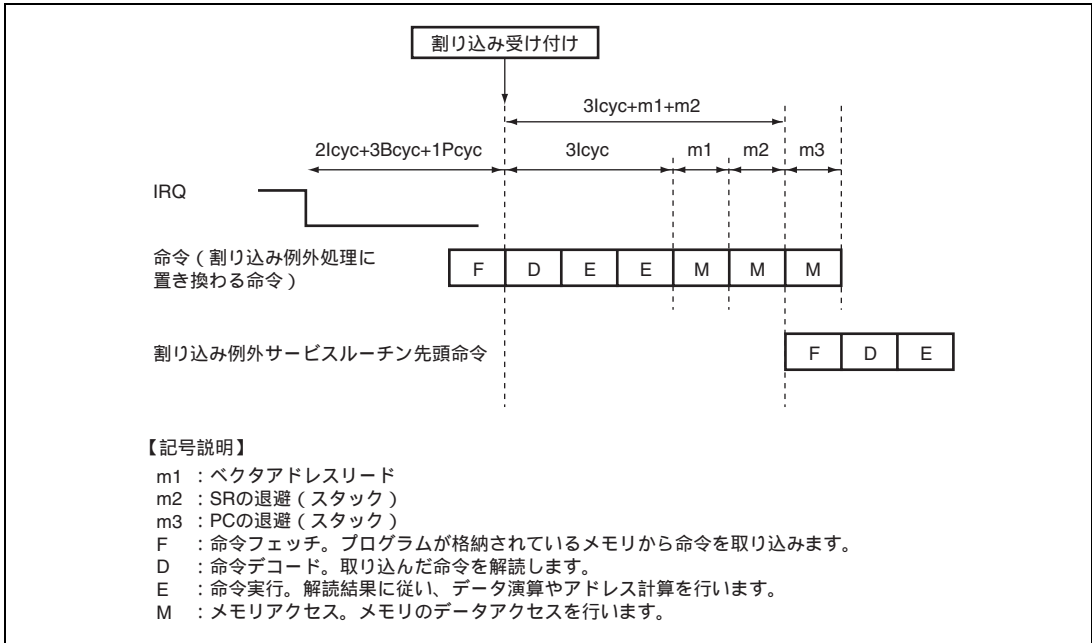 割り込み受け付け
3Icyc+m1+m2
2Icyc+3Bcyc+1Pcyc 3Icyc m1 m2 m3
IRQ
命令（割り込み例外処理に
置き換わる命令）
F D E E M M M
割り込み例外サービスルーチン先頭命令
F D E
【記号説明】
m1 ：ベクタアドレスリード
m2 ：SRの退避（スタック）
m3 ：PCの退避（スタック）
F ：命令フェッチ。プログラムが格納されているメモリから命令を取り込みます。
D ：命令デコード。取り込んだ命令を解読します。
E ：命令実行。解読結果に従い、データ演算やアドレス計算を行います。
M ：メモリアクセス。メモリのデータアクセスを行います。